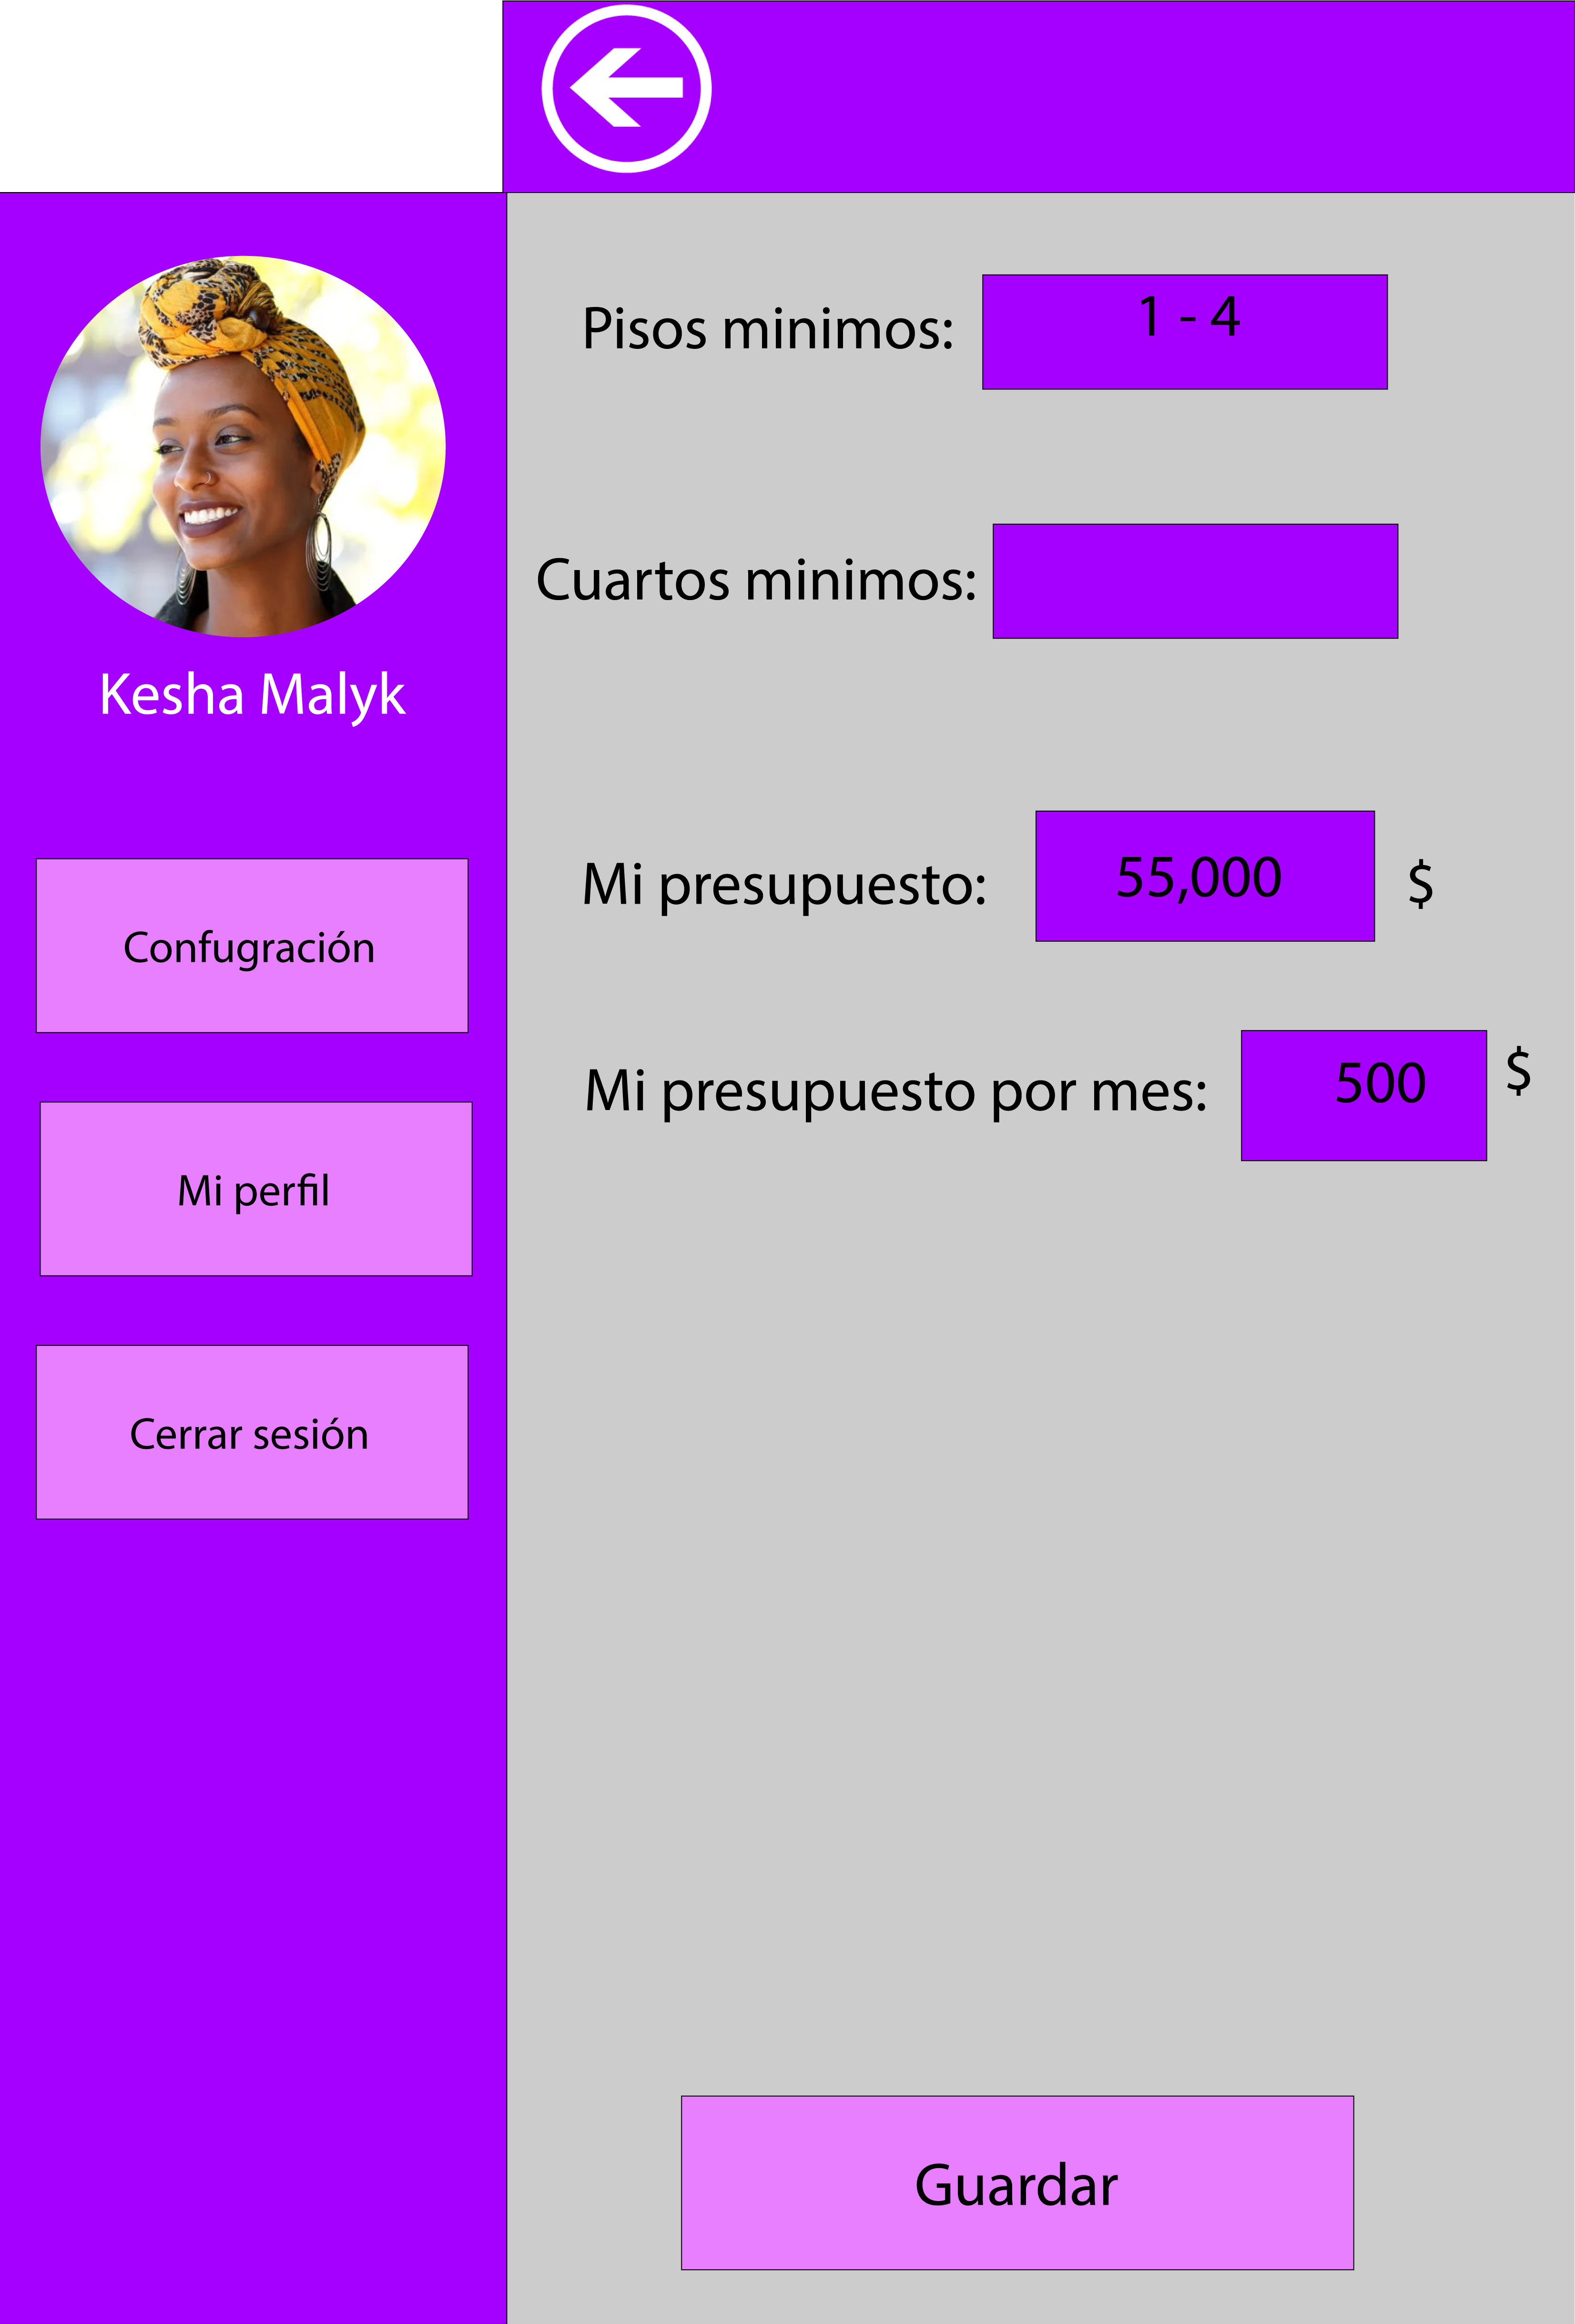 Kesha Malyk
Confugración
Mi perfil
Cerrar sesión
Pisos minimos: 1 - 4
Cuartos minimos:
Mi presupuesto: 55,000 $
Mi presupuesto por mes: 500 $
Guardar